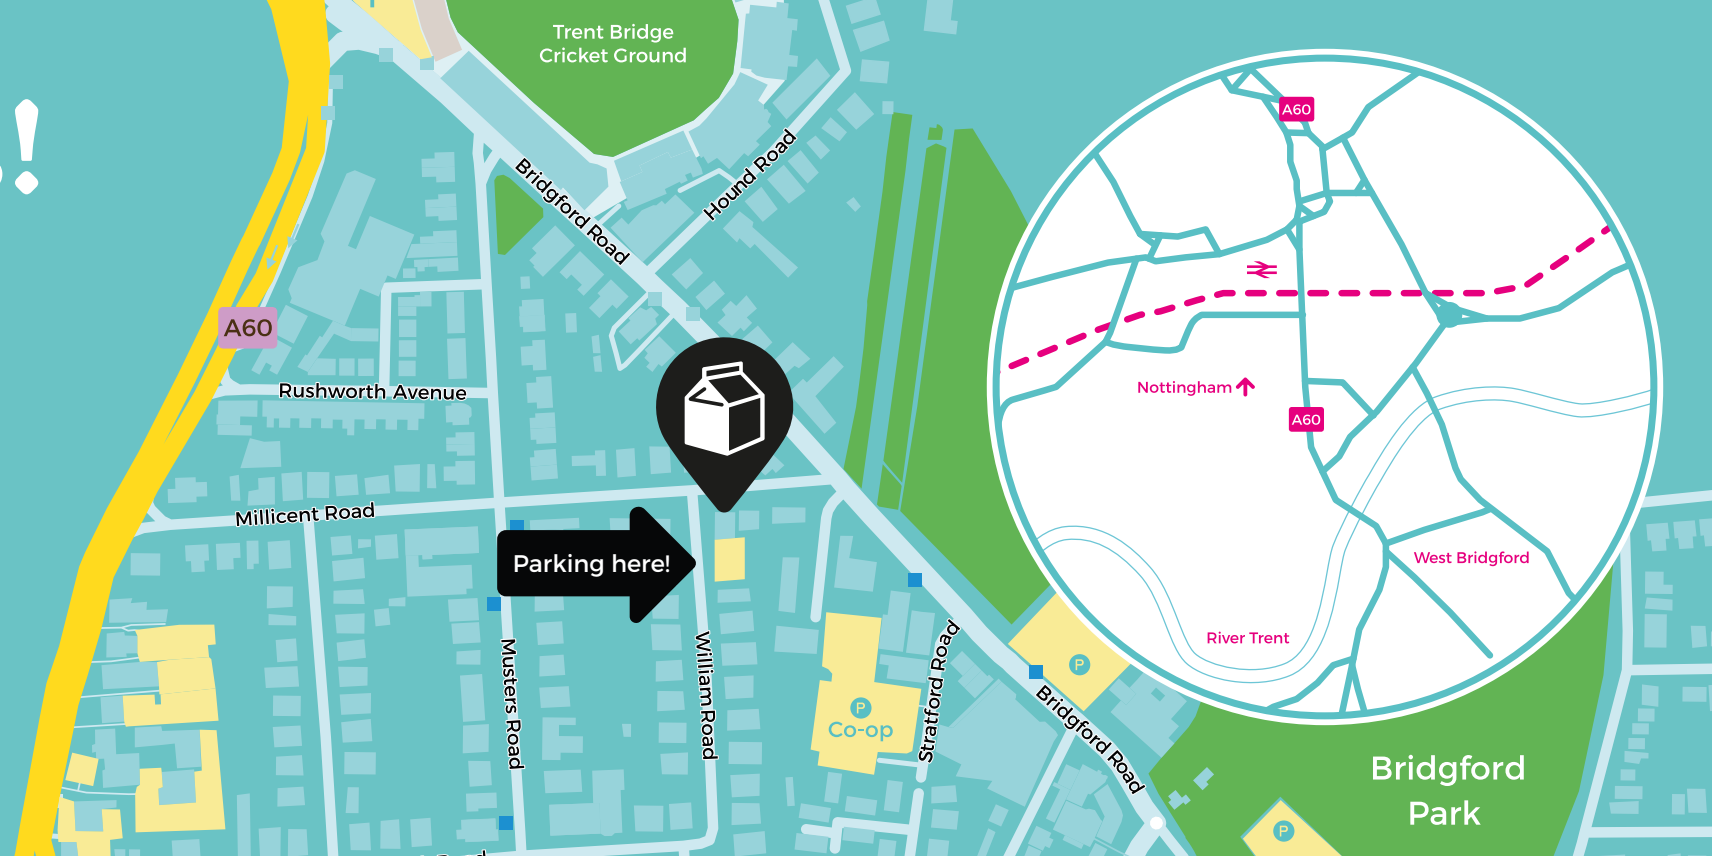 Trent Bridge
Cricket Ground
!
Bridgford Road
Hound Road
A60
Rushworth Avenue
Millicent Road
Parking here!
Musters Road
William Road
Stratford Road
P
Co-op
P
Bridgford Road
Bridgford
Park
P
A60
Nottingham
A60
West Bridgford
River Trent